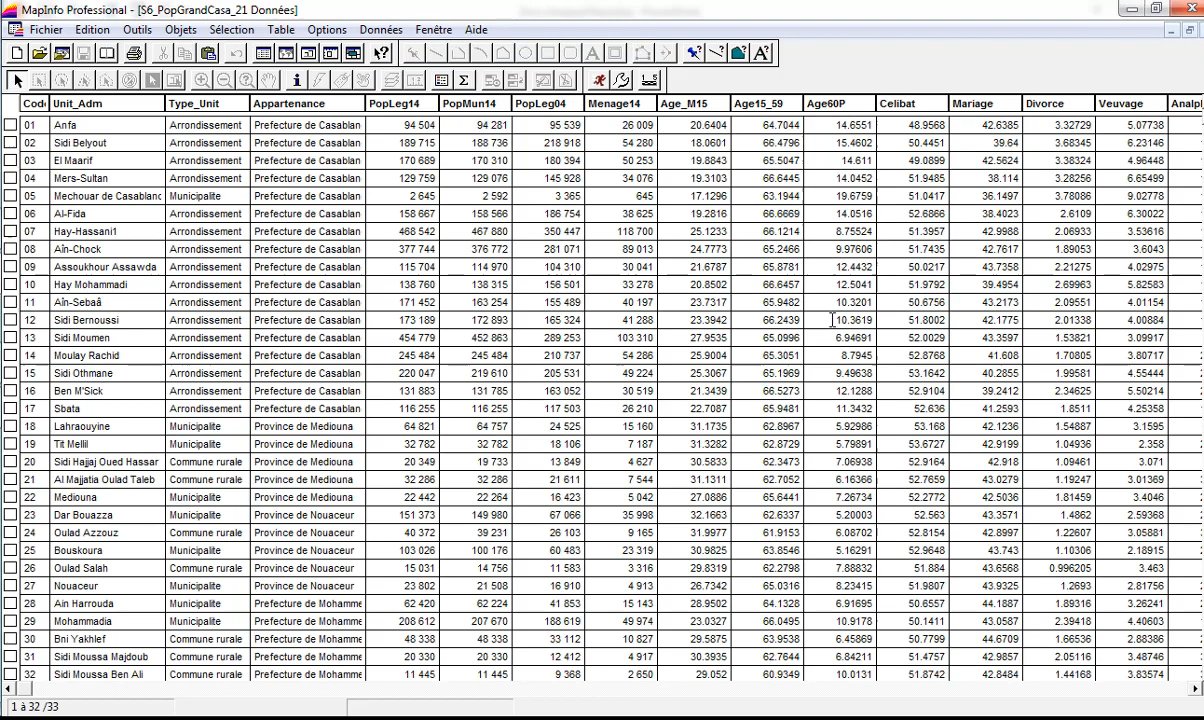 MapInfo Professional - [S6_PopGrandCasa_21 Données]
Fichier Edition Outils Objets Sélection Table Options Données Fenêtre Aide
Code Unit_Adm Type_Unit Appartenance PopLeg14 PopMun14 PopLeg04 Menage14 Age_M15 Age15_59 Age60P Celibat Mariage Divorce Veuvage Analp
01 Anfa Arrondissement Prefecture de Casablan 94 504 94 281 95 539 26 009 20.6404 64.7044 14.6551 48.9568 42.6385 3.32729 5.07738
02 Sidi Belyout Arrondissement Prefecture de Casablan 189 715 188 736 218 918 54 280 18.0601 66.4796 15.4602 50.4451 39.64 3.68345 6.23146
03 El Maarif Arrondissement Prefecture de Casablan 170 689 170 310 180 394 50 253 19.8843 65.5047 14.611 49.0899 42.5624 3.38324 4.96448
04 Mers-Sultan Arrondissement Prefecture de Casablan 129 759 129 076 145 928 34 076 19.3103 66.6445 14.0452 51.9485 38.114 3.28256 6.65499
05 Mechouar de Casablanc Municipalite Prefecture de Casablan 2 645 2 592 3 365 645 17.1296 63.1944 19.6759 51.0417 36.1497 3.78086 9.02778
06 Al-Fida Arrondissement Prefecture de Casablan 158 667 158 566 186 754 38 625 19.2816 66.6669 14.0516 52.6866 38.4023 2.6109 6.30022
07 Hay-Hassani1 Arrondissement Prefecture de Casablan 468 542 467 880 350 447 118 700 25.1233 66.1214 8.75524 51.3957 42.9988 2.06933 3.53616
08 Aîn-Chock Arrondissement Prefecture de Casablan 377 744 376 772 281 071 89 013 24.7773 65.2466 9.97606 51.7435 42.7617 1.89053 3.6043
09 Assoukhour Assawda Arrondissement Prefecture de Casablan 115 704 114 970 104 310 30 041 21.6787 65.8781 12.4432 50.0217 43.7358 2.21275 4.02975
10 Hay Mohammadi Arrondissement Prefecture de Casablan 138 760 138 315 156 501 33 278 20.85 66.6457 12.5041 51.9792 39.4954 2.69963 5.82583
11 Aîn-Sebaâ Arrondissement Prefecture de Casablan 171 452 163 254 155 489 40 197 23.7317 65.9482 10.3201 50.6756 43.2173 2.09551 4.01154
12 Sidi Bernoussi Arrondissement Prefecture de Casablan 173 189 172 893 165 324 41 288 23.3942 66.2439 10.3619 51.8002 42.1775 2.01338 4.00884
13 Sidi Moumen Arrondissement Prefecture de Casablan 454 779 452 863 289 253 103 310 27.9535 65.0996 6.94691 52.0029 43.3597 1.53821 3.09917
14 Moulay Rachid Arrondissement Prefecture de Casablan 245 484 245 484 210 737 54 286 25.9004 65.3051 8.7945 52.8768 41.608 1.70805 3.80717
15 Sidi Othmane Arrondissement Prefecture de Casablan 220 047 219 610 205 531 49 224 25.3067 65.1969 9.49638 53.1642 40.2855 1.99581 4.55444
16 Ben M'Sick Arrondissement Prefecture de Casablan 131 883 131 785 163 052 30 519 21.3439 66.5273 12.1288 52.9104 39.2412 2.34625 5.50214
17 Sbata Arrondissement Prefecture de Casablan 116 255 116 255 117 503 26 210 22.7087 65.9481 11.3432 52.636 41.2593 1.8511 4.25358
18 Lahraouyine Municipalite Province de Mediouna 64 821 64 757 24 525 15 160 31.1735 62.8967 5.92986 53.168 42.1236 1.54887 3.1595
19 Tit Mellil Municipalite Province de Mediouna 32 782 32 782 18 106 7 187 31.3282 62.8729 5.79891 53.6727 42.9199 1.04936 2.358
20 Sidi Hajjaj Oued Hassar Commune rurale Province de Mediouna 20 349 19 733 13 849 4 627 30.5833 62.3473 7.06938 52.9164 42.918 1.09461 3.071
21 Al Majjatia Oulad Taleb Commune rurale Province de Mediouna 32 286 32 286 21 611 7 544 31.1311 62.7052 6.16366 52.7659 43.0279 1.19247 3.01369
22 Mediouna Municipalite Province de Mediouna 22 442 22 264 16 423 5 042 27.0886 65.6441 7.26734 52.2772 42.5036 1.81459 3.4046
23 Dar Bouazza Municipalite Province de Nouaceur 151 373 149 980 67 066 35 998 32.1663 62.6337 5.20003 52.563 43.3571 1.4862 2.59368
24 Oulad Azzouz Commune rurale Province de Nouaceur 40 372 39 231 26 103 9 165 31.9977 61.9153 6.08702 52.8154 42.8997 1.22607 3.05881
25 Bouskoura Municipalite Province de Nouaceur 103 026 100 176 60 483 23 319 30.9825 63.8546 5.16291 52.9648 43.743 1.10306 2.18915
26 Oulad Salah Commune rurale Province de Nouaceur 15 031 14 756 11 583 3 316 29.8319 62.2798 7.88832 51.884 43.6568 0.996205 3.463
27 Nouaceur Municipalite Province de Nouaceur 23 802 21 508 16 910 4 913 26.7342 65.0316 8.23415 51.9807 43.9325 1.2693 2.81756
28 Ain Harrouda Municipalite Prefecture de Mohamme 62 420 62 224 41 853 15 143 28.9502 64.1328 6.91695 50.6557 44.1887 1.89316 3.26241
29 Mohammadia Municipalite Prefecture de Mohamme 208 612 207 670 188 619 49 974 23.0327 66.0495 10.9178 50.1411 43.0587 2.39418 4.40603
30 Bni Yakhlef Commune rurale Prefecture de Mohamme 48 338 48 338 33 112 10 827 29.5875 63.9538 6.45869 50.7799 44.6709 1.66536 2.88386
31 Sidi Moussa Majdoub Commune rurale Prefecture de Mohamme 20 330 20 330 12 412 4 917 30.3935 62.7644 6.84211 51.4757 42.9857 2.05116 3.48746
32 Sidi Moussa Ben Ali Commune rurale Prefecture de Mohamme 11 445 11 445 9 368 2 650 29.052 60.9349 10.0131 51.8742 42.8484 1.44168 3.83574
1 à 32 /33